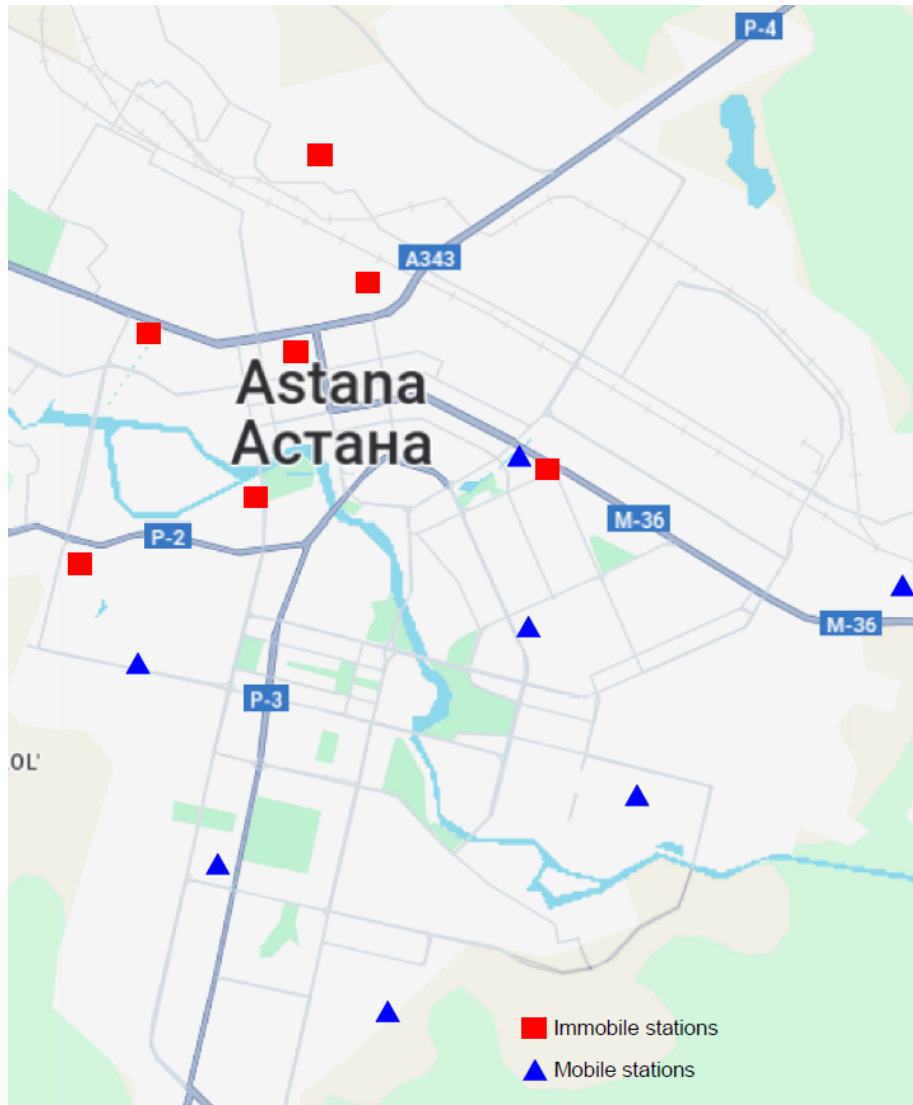 P-4
A343
Astana
Астана
M-36
P-2
M-36
P-3
OL'
Immobile stations
Mobile stations